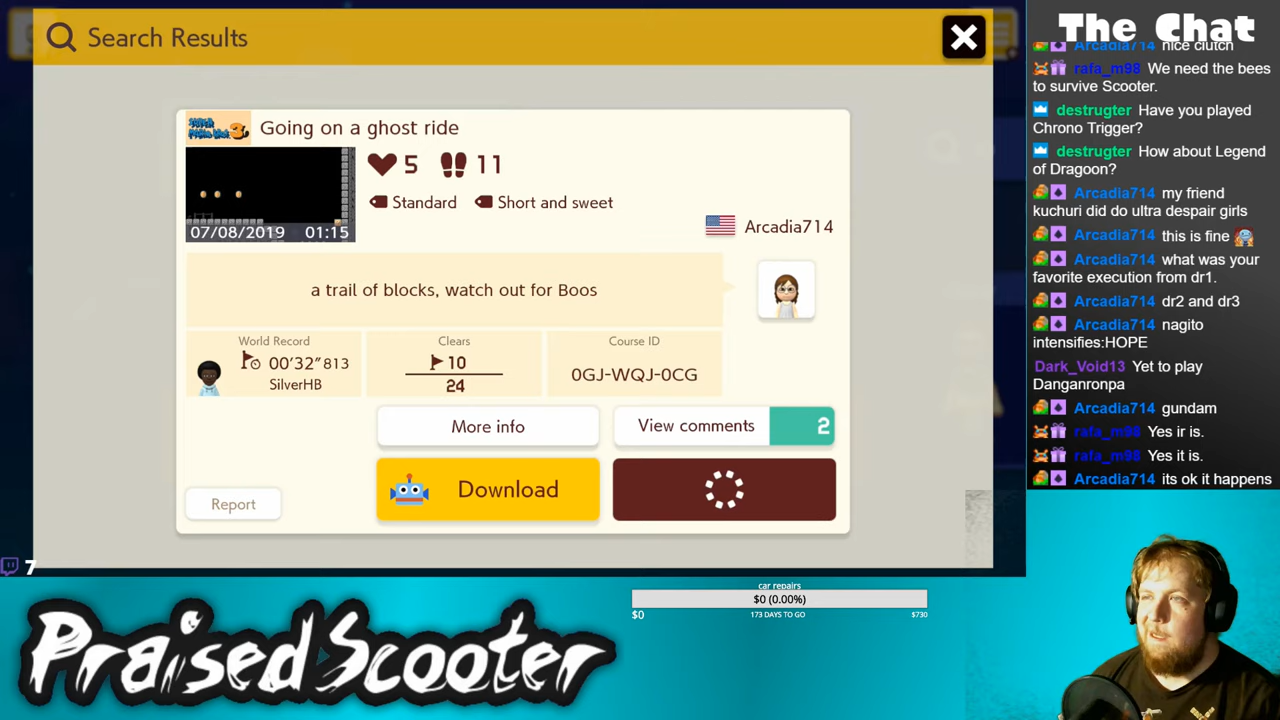 Search Results
Going on a ghost ride
5 11
Standard Short and sweet
07/08/2019 01:15
Arcadia714
a trail of blocks, watch out for Boos
World Record
00'32"813
SilverHB
Clears
10
24
Course ID
0GJ-WQJ-0CG
More info
View comments 2
Report
Download
7
PraisedScooter
car repairs
$0 (0.00%)
$0 173 DAYS TO GO $730
The Chat
Arcadia714 nice clutch
rafa_m98 We need the bees
to survive Scooter.
destrugter Have you played
Chrono Trigger?
destrugter How about Legend
of Dragoon?
Arcadia714 my friend
kuchuri did do ultra despair girls
Arcadia714 this is fine
Arcadia714 what was your
favorite execution from dr1.
Arcadia714 dr2 and dr3
Arcadia714 nagito
intensifies:HOPE
Dark_Void13 Yet to play
Danganronpa
Arcadia714 gundam
rafa_m98 Yes ir is.
rafa_m98 Yes it is.
Arcadia714 its ok it happens